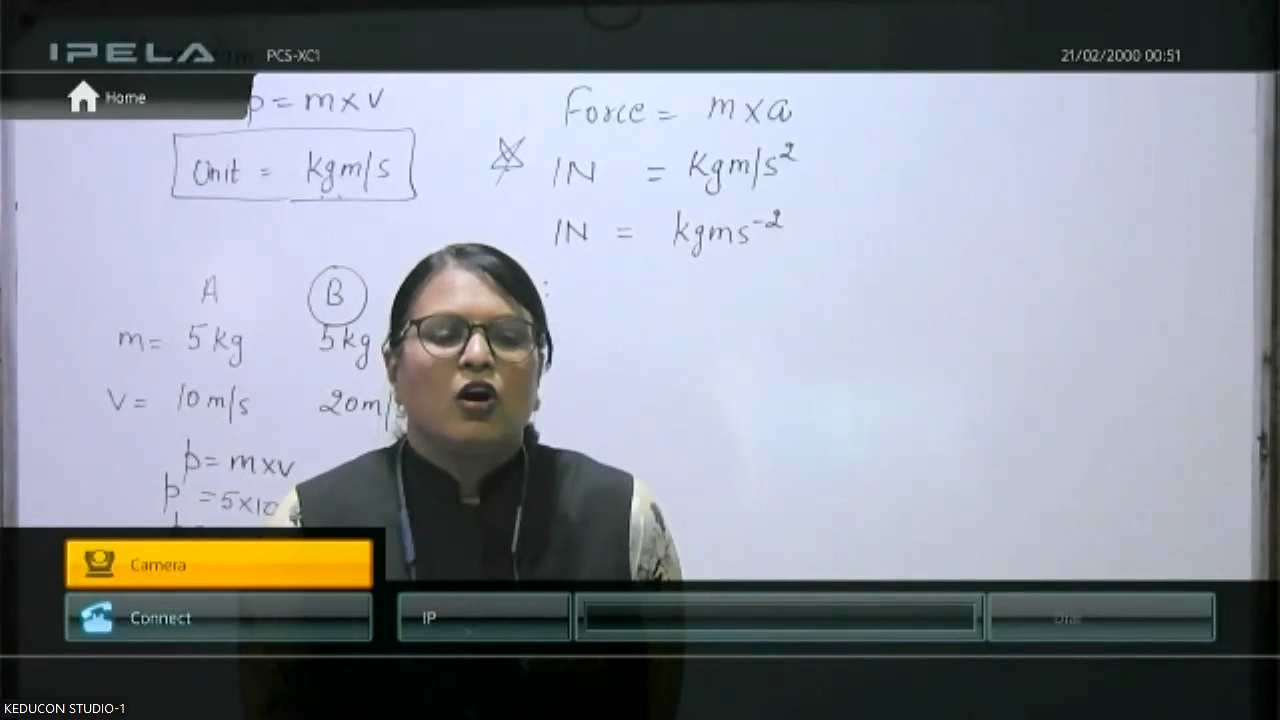 IPELA PCS-XC1 21/02/2000 00:51
Home
p = m x v
Unit = kgm/s
Force = m x a
1N = kgm/s²
1N = kgms⁻²
A B
m = 5 kg 5 kg
v = 10 m/s 20 m/s
p = m x v
p = 5 x 10
Camera
Connect IP Dial
KEDUCON STUDIO-1